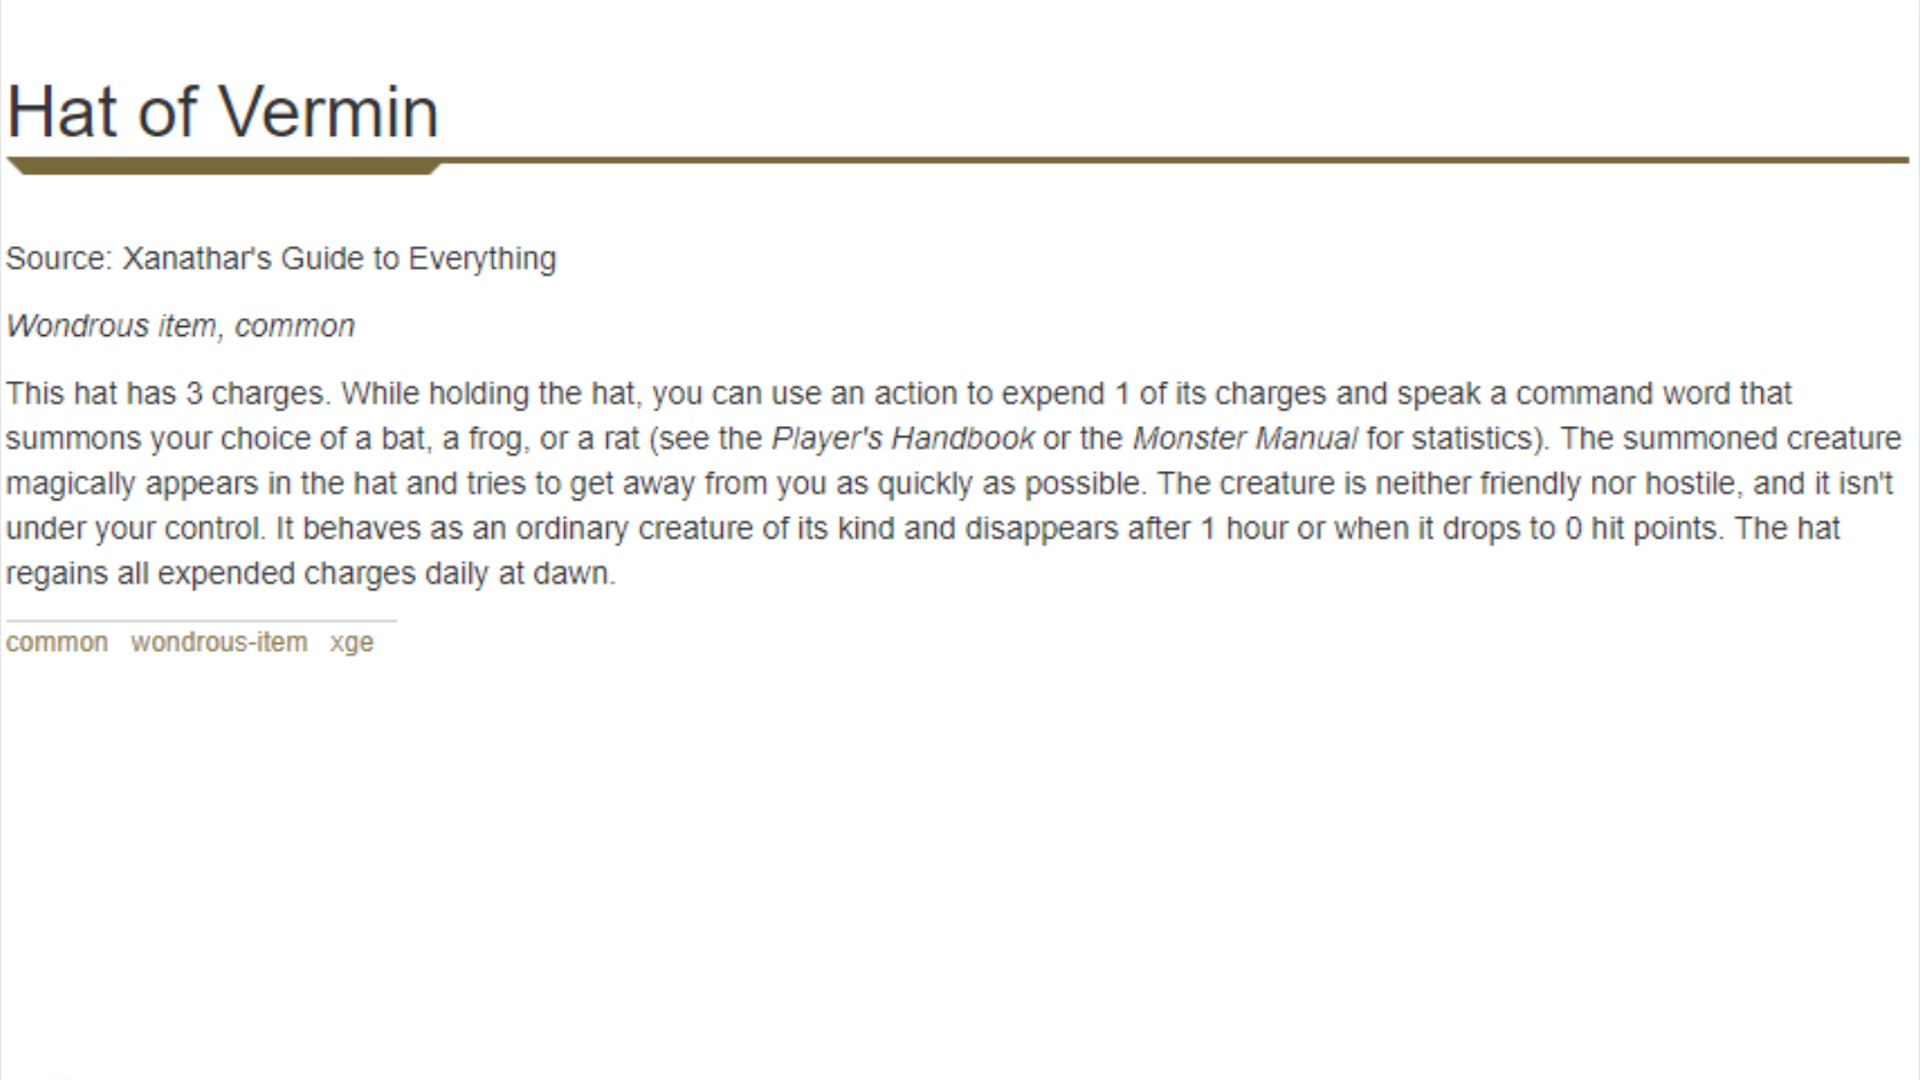 Hat of Vermin
Source: Xanathar's Guide to Everything
Wondrous item, common
This hat has 3 charges. While holding the hat, you can use an action to expend 1 of its charges and speak a command word that
summons your choice of a bat, a frog, or a rat (see the Player's Handbook or the Monster Manual for statistics). The summoned creature
magically appears in the hat and tries to get away from you as quickly as possible. The creature is neither friendly nor hostile, and it isn't
under your control. It behaves as an ordinary creature of its kind and disappears after 1 hour or when it drops to 0 hit points. The hat
regains all expended charges daily at dawn.
common wondrous-item xge